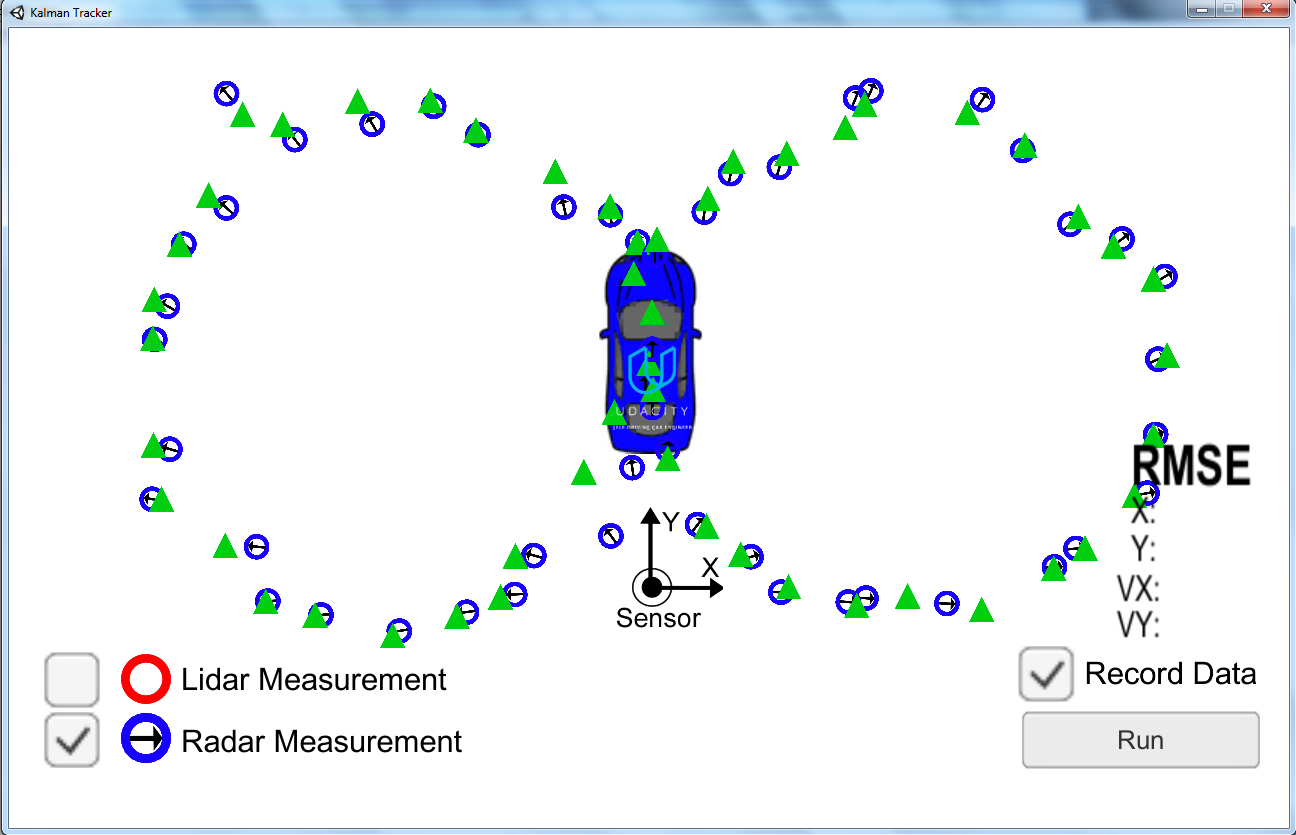 Kalman Tracker
UDACITY
SELF-DRIVING CAR ENGINEER
RMSE
X:
Y:
VX:
VY:
Y
X
Sensor
Lidar Measurement
Radar Measurement
Record Data
Run